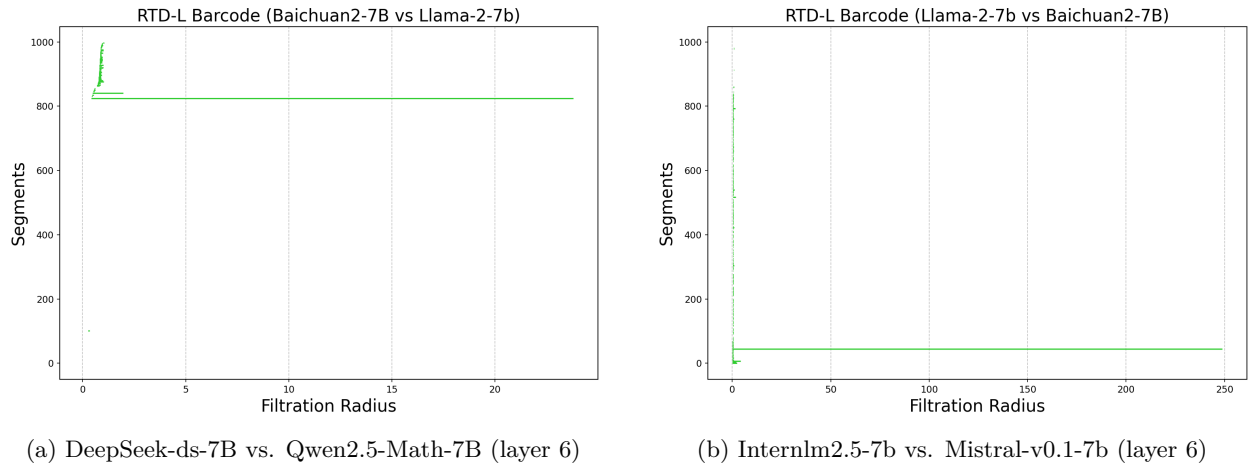 RTD-L Barcode (Baichuan2-7B vs Llama-2-7b)
1000
800
600
400
200
0
Segments
0 5 10 15 20
Filtration Radius
(a) DeepSeek-ds-7B vs. Qwen2.5-Math-7B (layer 6)
RTD-L Barcode (Llama-2-7b vs Baichuan2-7B)
1000
800
600
400
200
0
Segments
0 50 100 150 200 250
Filtration Radius
(b) Internlm2.5-7b vs. Mistral-v0.1-7b (layer 6)